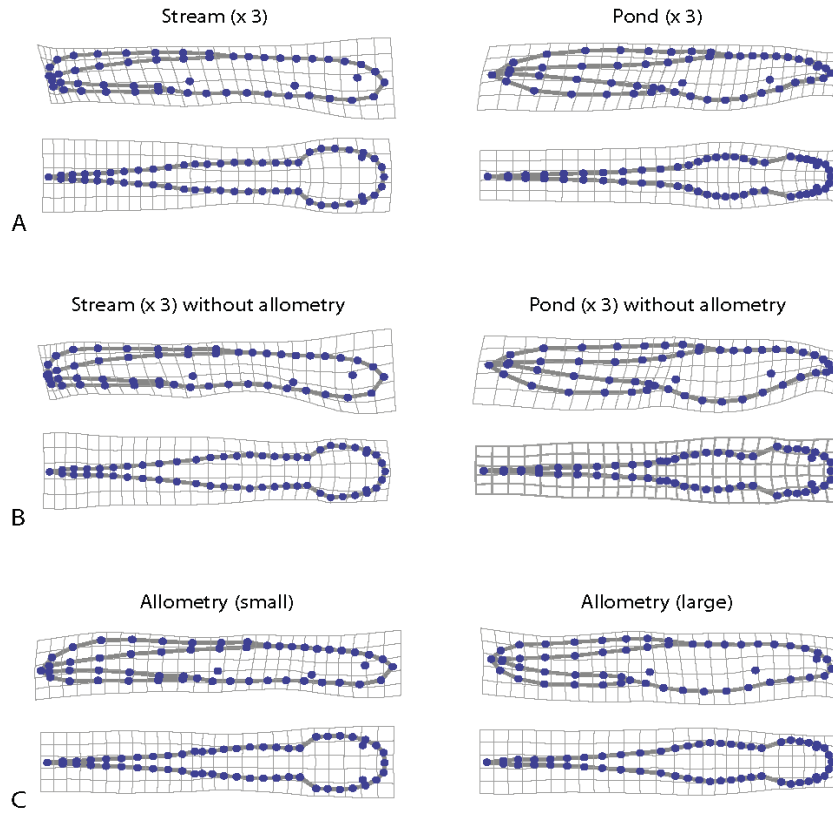 Stream (x 3)
Pond (x 3)
A
Stream (x 3) without allometry
Pond (x 3) without allometry
B
Allometry (small)
Allometry (large)
C